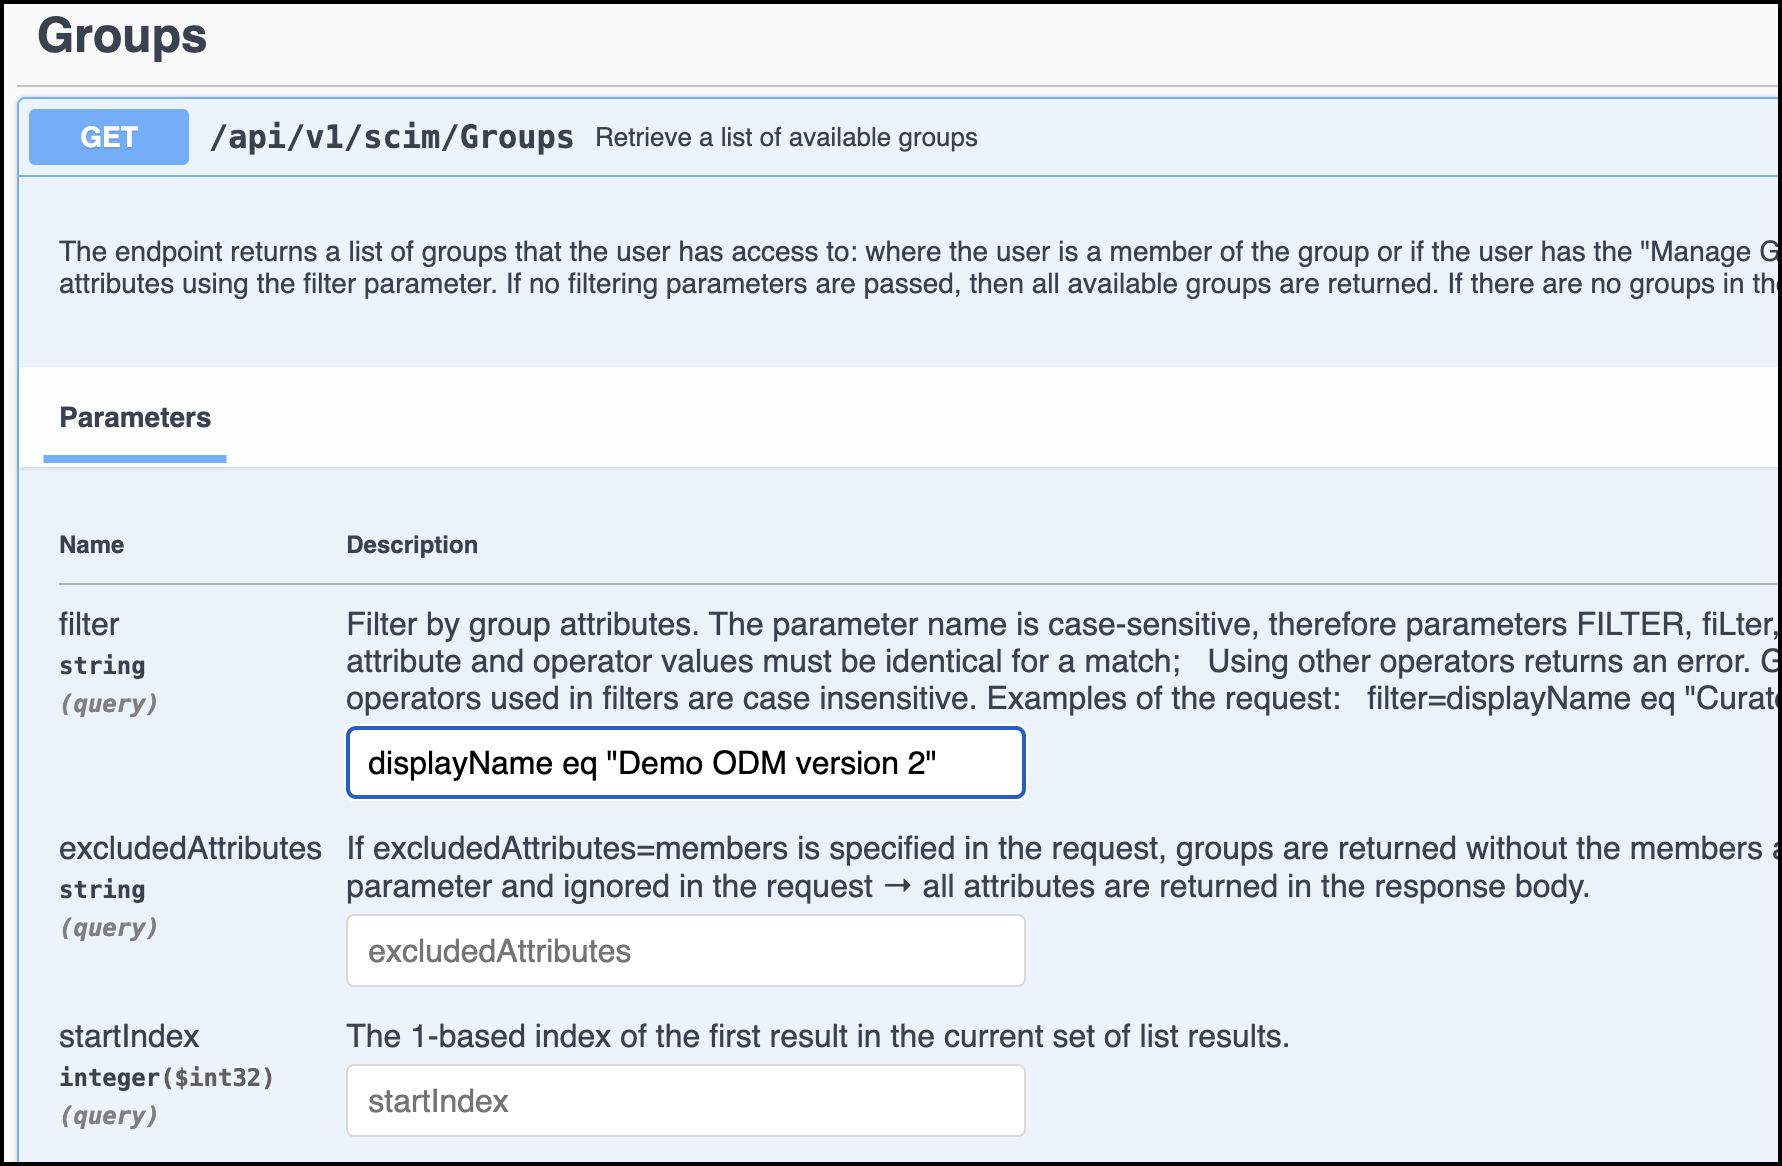 Groups
GET /api/v1/scim/Groups Retrieve a list of available groups
The endpoint returns a list of groups that the user has access to: where the user is a member of the group or if the user has the "Manage G
attributes using the filter parameter. If no filtering parameters are passed, then all available groups are returned. If there are no groups in the
Parameters
Name Description
filter
string
(query)
Filter by group attributes. The parameter name is case-sensitive, therefore parameters FILTER, fiLter,
attribute and operator values must be identical for a match; Using other operators returns an error. G
operators used in filters are case insensitive. Examples of the request: filter=displayName eq "Curato
displayName eq "Demo ODM version 2"
excludedAttributes
string
(query)
If excludedAttributes=members is specified in the request, groups are returned without the members a
parameter and ignored in the request → all attributes are returned in the response body.
excludedAttributes
startIndex
integer($int32)
(query)
The 1-based index of the first result in the current set of list results.
startIndex